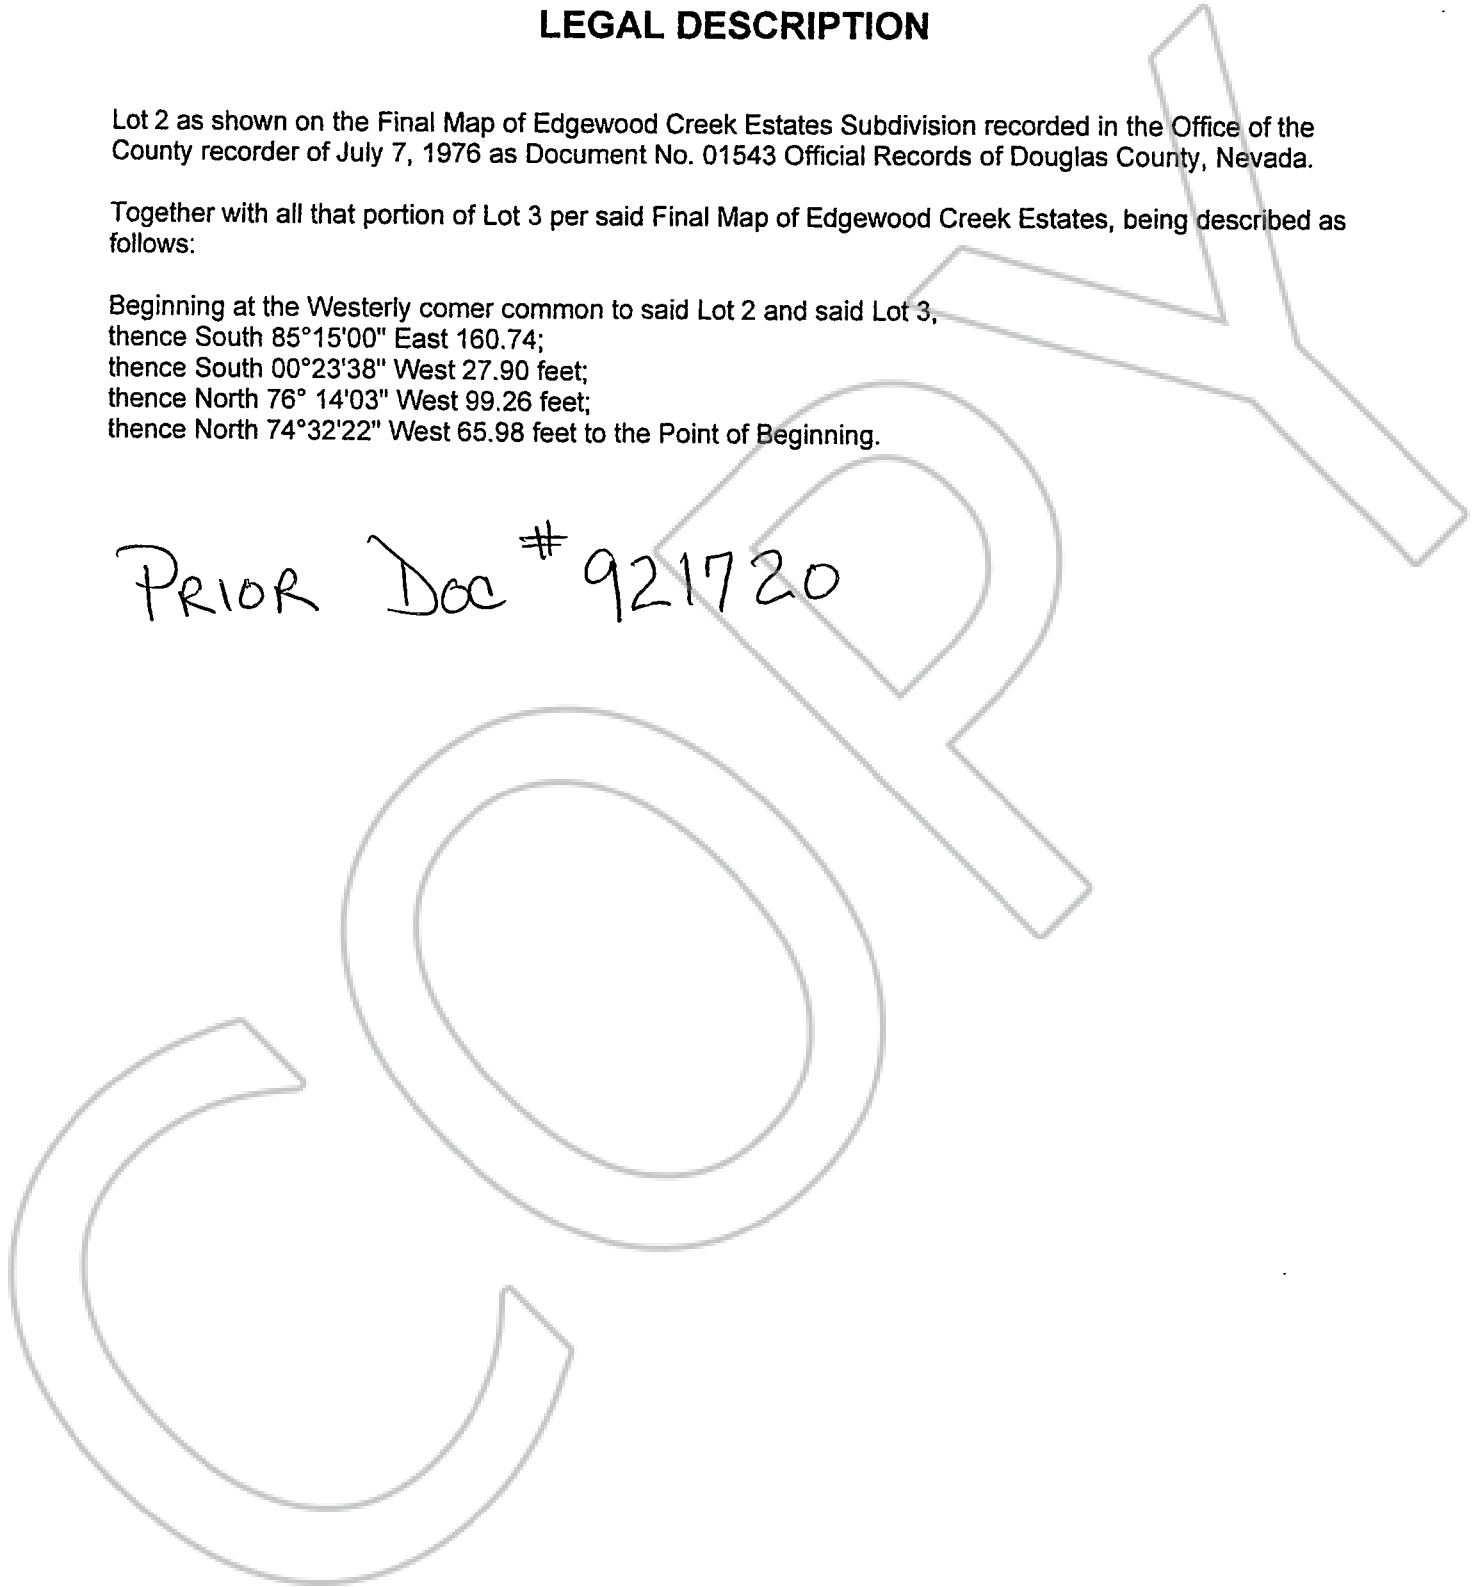 LEGAL DESCRIPTION
Lot 2 as shown on the Final Map of Edgewood Creek Estates Subdivision recorded in the Office of the
County recorder of July 7, 1976 as Document No. 01543 Official Records of Douglas County, Nevada.
Together with all that portion of Lot 3 per said Final Map of Edgewood Creek Estates, being described as
follows:
Beginning at the Westerly comer common to said Lot 2 and said Lot 3,
thence South 85°15'00" East 160.74;
thence South 00°23'38" West 27.90 feet;
thence North 76° 14'03" West 99.26 feet;
thence North 74°32'22" West 65.98 feet to the Point of Beginning.
PRIOR DOC # 921720
COPY